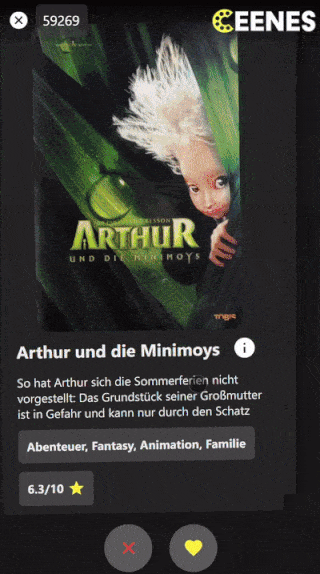 59269
CEENES
ARTHUR
UND DIE MINIMOYS
Arthur und die Minimoys
So hat Arthur sich die Sommerferien nicht
vorgestellt: Das Grundstück seiner Großmutter
ist in Gefahr und kann nur durch den Schatz
Abenteuer, Fantasy, Animation, Familie
6.3/10